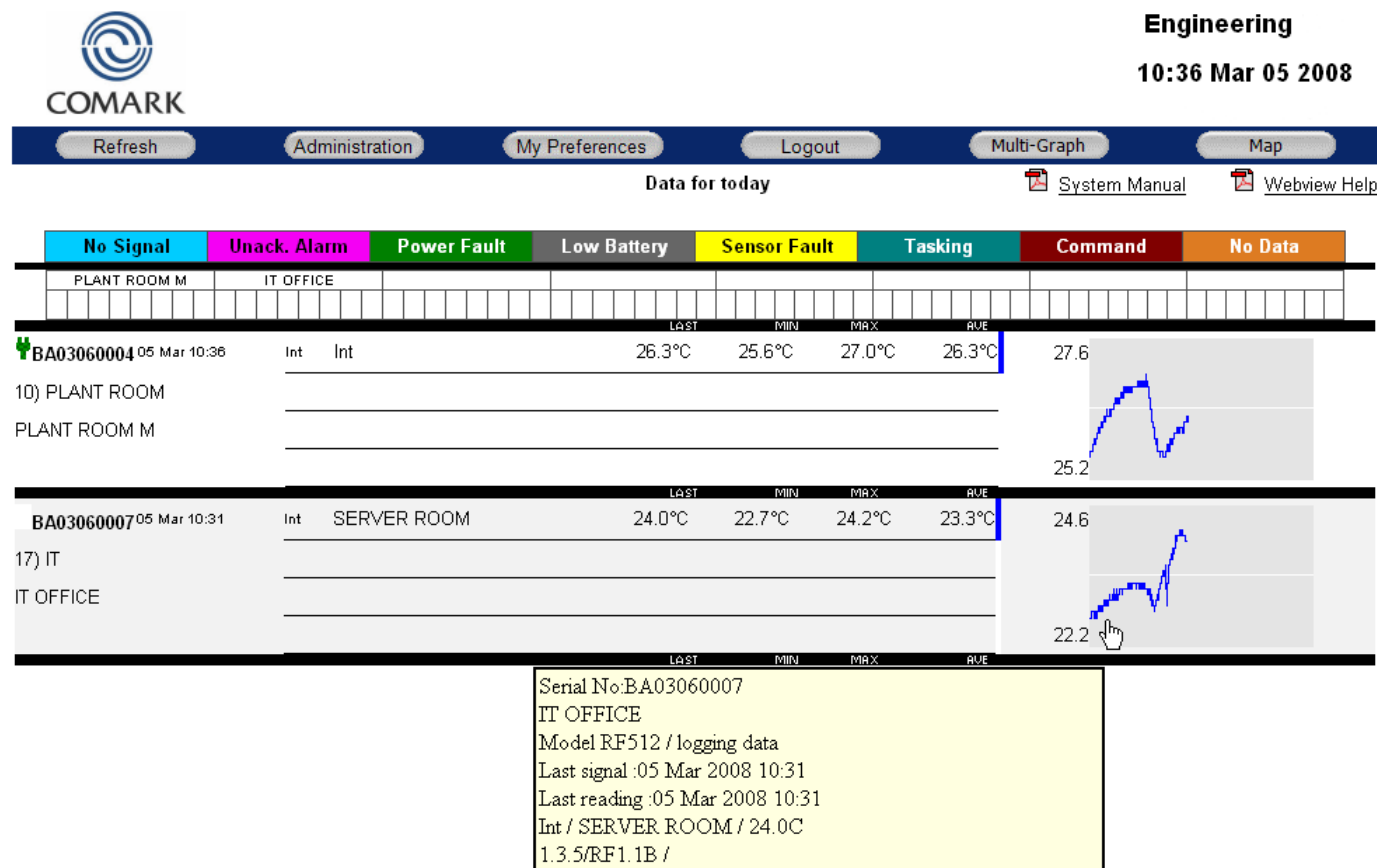 Engineering
COMARK
10:36 Mar 05 2008
Refresh Administration My Preferences Logout Multi-Graph Map
Data for today System Manual Webview Help
No Signal Unack. Alarm Power Fault Low Battery Sensor Fault Tasking Command No Data
PLANT ROOM M IT OFFICE
LAST MIN MAX AVE
BA03060004 05 Mar 10:36 Int Int 26.3°C 25.6°C 27.0°C 26.3°C 27.6
10) PLANT ROOM
PLANT ROOM M
25.2
LAST MIN MAX AVE
BA03060007 05 Mar 10:31 Int SERVER ROOM 24.0°C 22.7°C 24.2°C 23.3°C 24.6
17) IT
IT OFFICE
22.2
LAST MIN MAX AVE
Serial No:BA03060007
IT OFFICE
Model RF512 / logging data
Last signal :05 Mar 2008 10:31
Last reading :05 Mar 2008 10:31
Int / SERVER ROOM / 24.0C
1.3.5/RF1.1B /